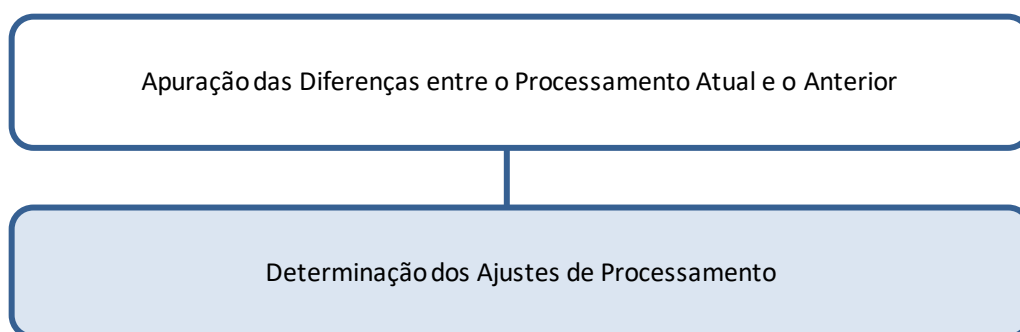 Apuração das Diferenças entre o Processamento Atual e o Anterior
Determinação dos Ajustes de Processamento